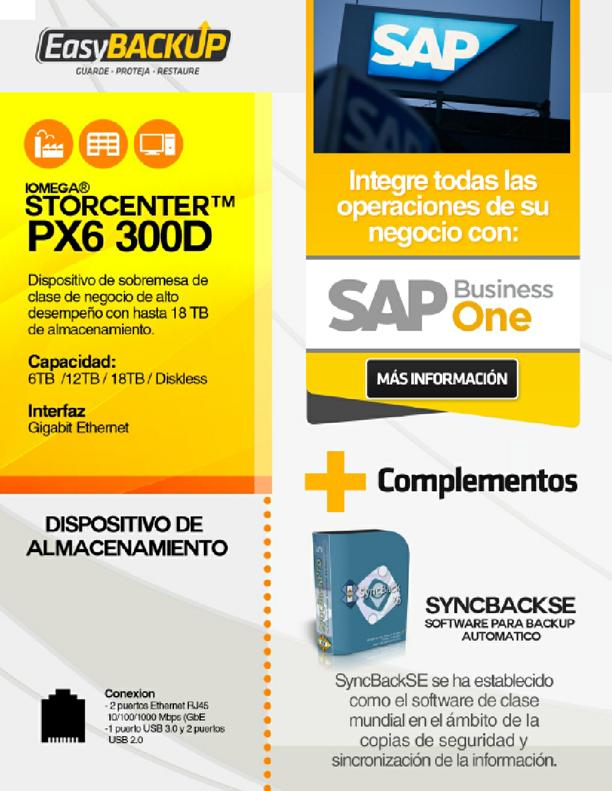 EasyBACKUP
GUARDE - PROTEJA - RESTAURE
IOMEGA®
STORCENTER™
PX6 300D
Dispositivo de sobremesa de
clase de negocio de alto
desempeño con hasta 18 TB
de almacenamiento.
Capacidad:
6TB /12TB / 18TB / Diskless
Interfaz
Gigabit Ethernet
DISPOSITIVO DE
ALMACENAMIENTO
Conexion
- 2 puertos Ethernet RJ45
10/100/1000 Mbps (GbE
-1 puerto USB 3.0 y 2 puertos
USB 2.0
SAP
SAP
Integre todas las
operaciones de su
negocio con:
SAP Business
One
MÁS INFORMACIÓN
Complementos
SyncBack
SYNCBACKSE
SOFTWARE PARA BACKUP
AUTOMATICO
SyncBackSE se ha establecido
como el software de clase
mundial en el ámbito de la
copias de seguridad y
sincronización de la información.